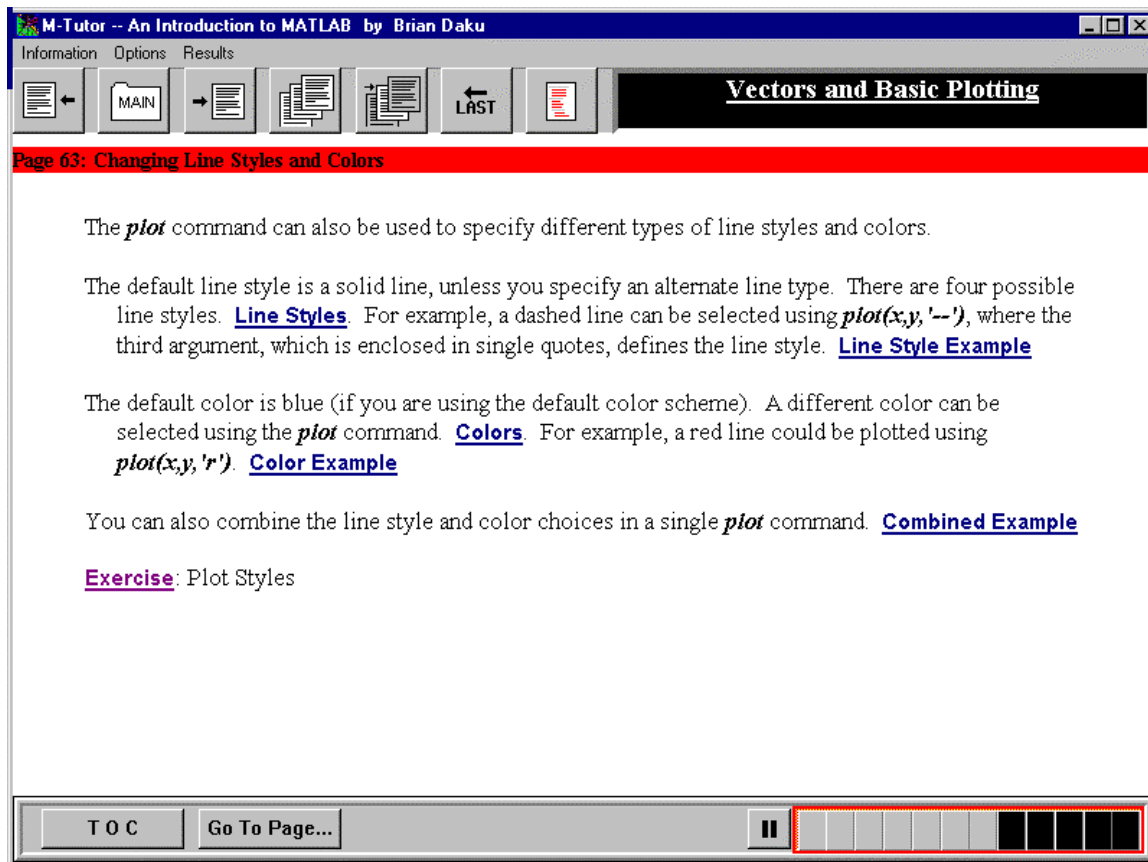 M-Tutor -- An Introduction to MATLAB by Brian Daku
Information Options Results
MAIN
LAST
Vectors and Basic Plotting
Page 63: Changing Line Styles and Colors
The plot command can also be used to specify different types of line styles and colors.
The default line style is a solid line, unless you specify an alternate line type. There are four possible
line styles. Line Styles. For example, a dashed line can be selected using plot(x,y,'--'), where the
third argument, which is enclosed in single quotes, defines the line style. Line Style Example
The default color is blue (if you are using the default color scheme). A different color can be
selected using the plot command. Colors. For example, a red line could be plotted using
plot(x,y,'r'). Color Example
You can also combine the line style and color choices in a single plot command. Combined Example
Exercise: Plot Styles
T O C
Go To Page...